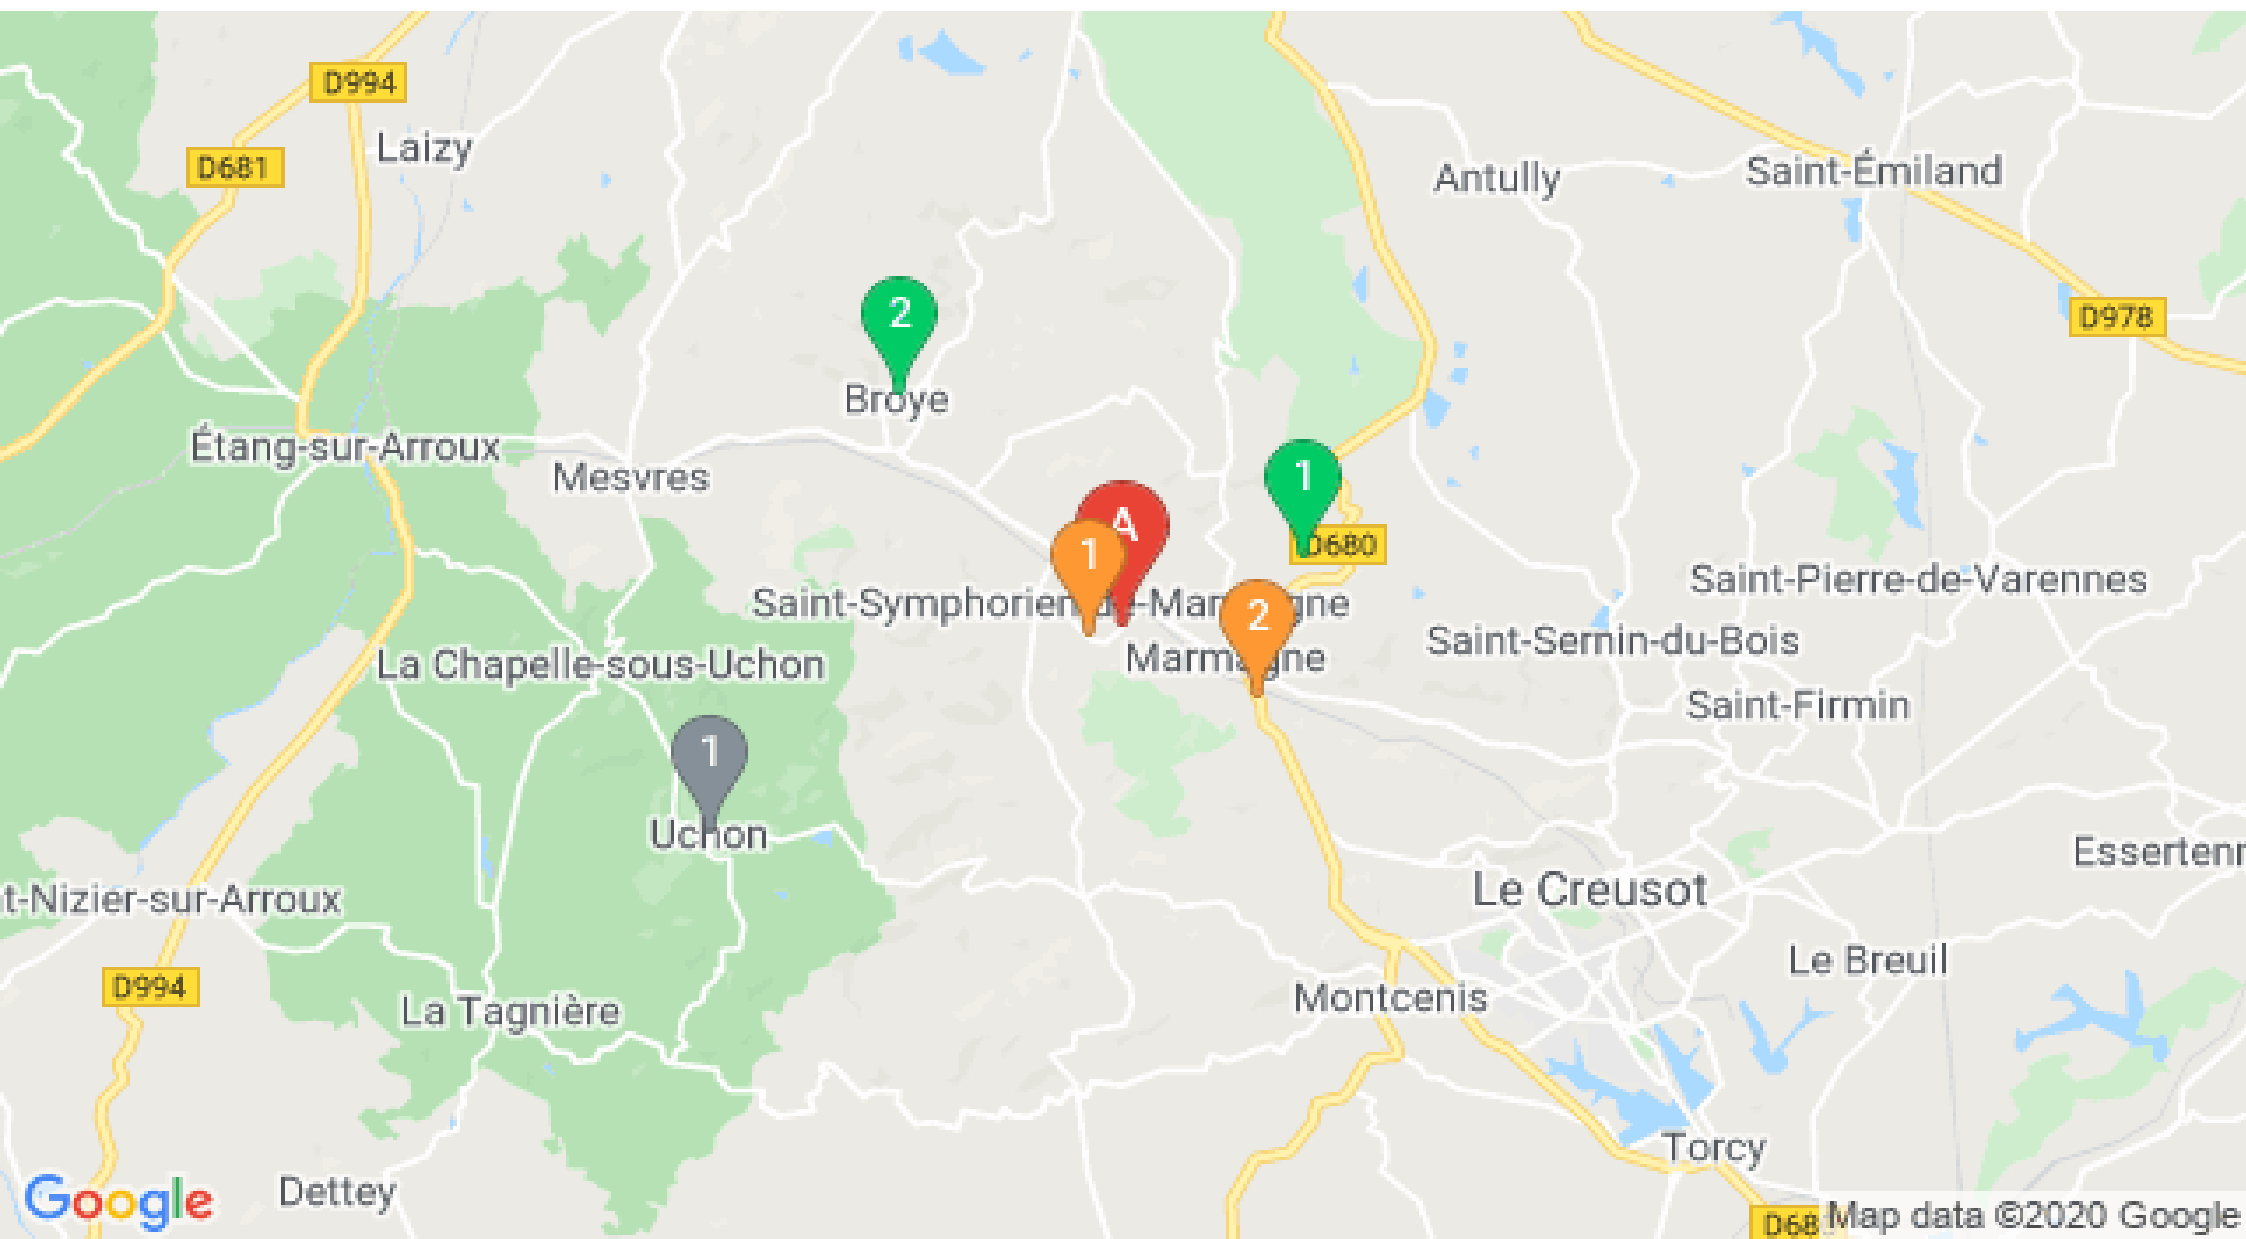 D994
Laizy
D681
Antully
Saint-Émiland
2
D978
Broye
Étang-sur-Arroux
Mesvres
1
A
1
D680
Saint-Symphorien-de-Marmagne
2
Saint-Pierre-de-Varennes
Saint-Sernin-du-Bois
La Chapelle-sous-Uchon
Marmagne
Saint-Firmin
1
Uchon
Essertenn
Le Creusot
t-Nizier-sur-Arroux
Le Breuil
D994
Montcenis
La Tagnière
Torcy
Dettey
Google
D68
Map data ©2020 Google